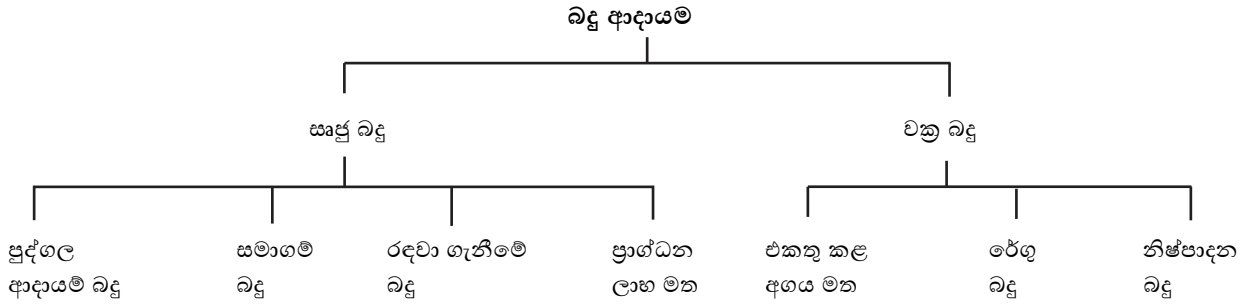 බදු ආදායම
සෘජු බදු
වක්‍ර බදු
පුද්ගල
ආදායම් බදු
සමාගම්
බදු
රඳවා ගැනීමේ
බදු
ප්‍රාග්ධන
ලාභ මත
එකතු කළ
අගය මත
රේගු
බදු
නිෂ්පාදන
බදු